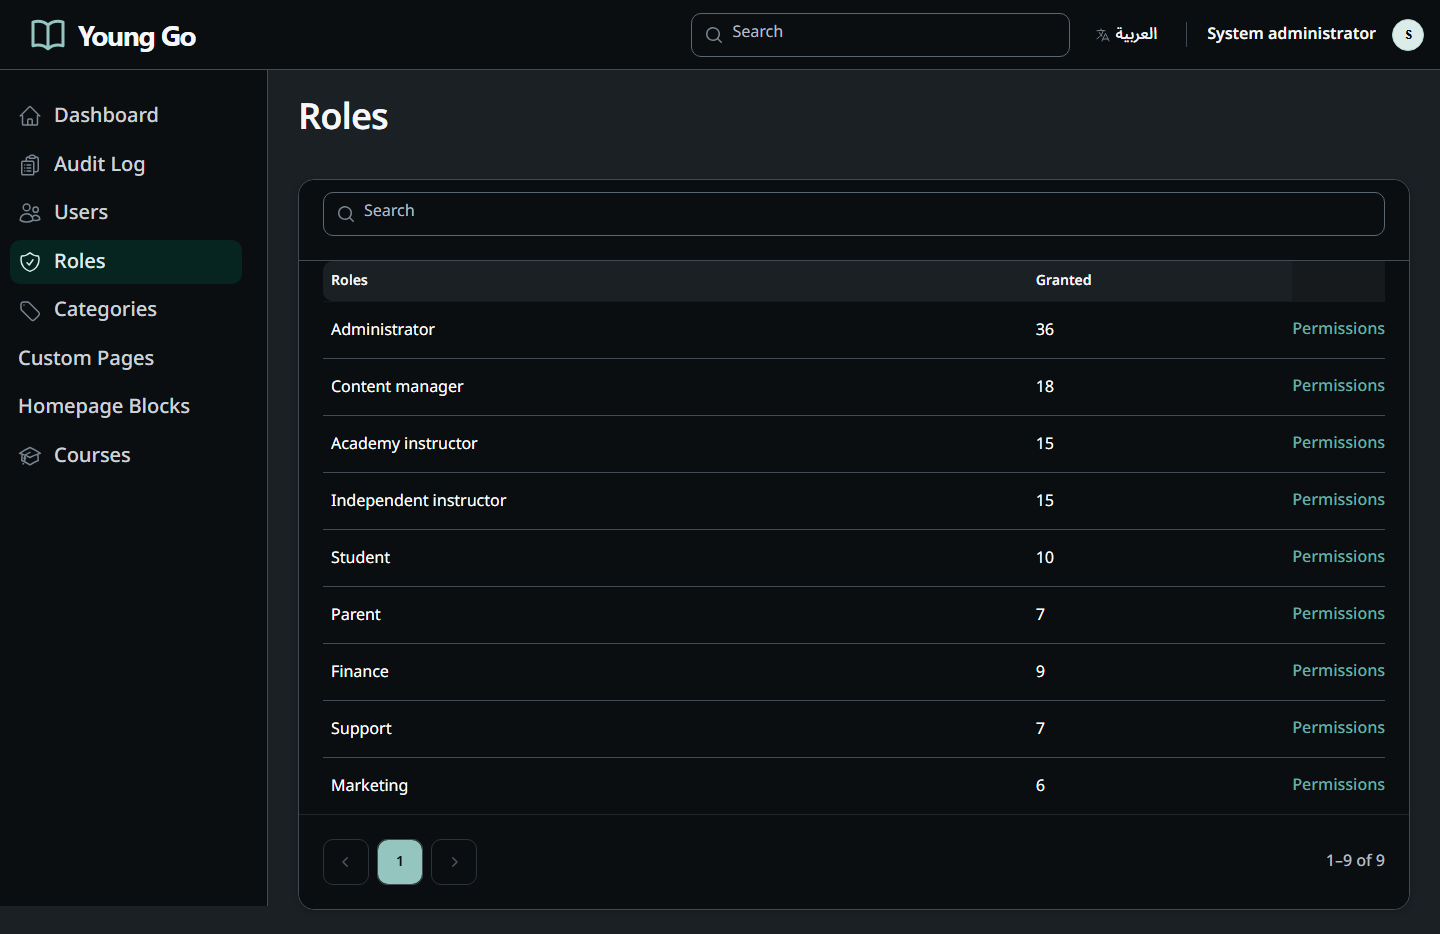 Young Go
Search
العربية
System administrator
S
Dashboard
Audit Log
Users
Roles
Categories
Custom Pages
Homepage Blocks
Courses
Roles
Search
Roles Granted
Administrator 36 Permissions
Content manager 18 Permissions
Academy instructor 15 Permissions
Independent instructor 15 Permissions
Student 10 Permissions
Parent 7 Permissions
Finance 9 Permissions
Support 7 Permissions
Marketing 6 Permissions
1
1–9 of 9